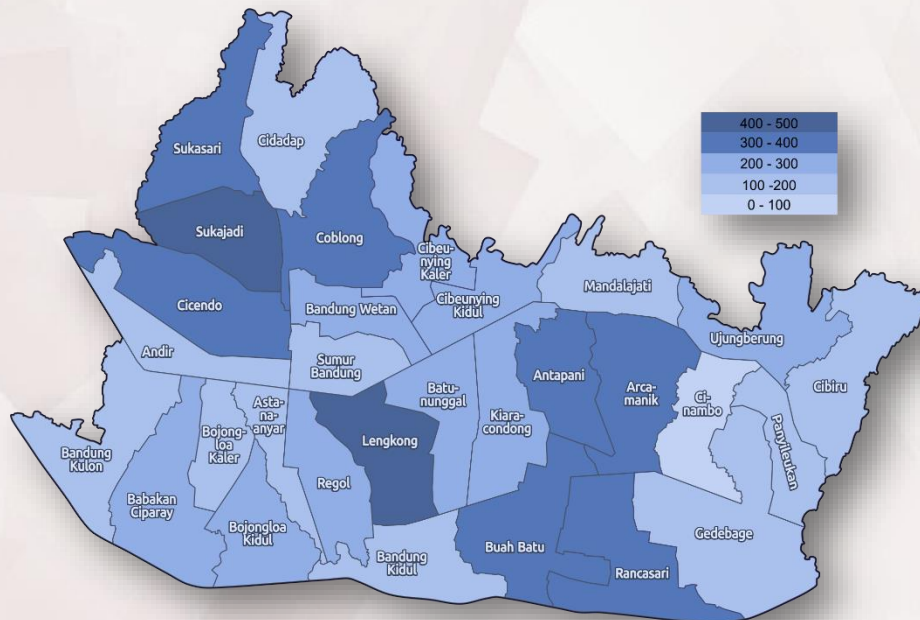 400 - 500
300 - 400
200 - 300
100 -200
0 - 100
Sukasari
Cidadap
Sukajadi
Coblong
Cibeu-
nying
Kaler
Cicendo
Bandung Wetan
Cibeunying
Kidul
Mandalajati
Ujungberung
Andir
Sumur
Bandung
Antapani
Arca-
manik
Ci-
nambo
Cibiru
Batu-
nunggal
Kiara-
condong
Asta-
na-
anyar
Bojong-
loa
Kaler
Lengkong
Panyileukan
Bandung
Kulon
Babakan
Ciparay
Regol
Bojongloa
Kidul
Bandung
Kidul
Buah Batu
Gedebage
Rancasari